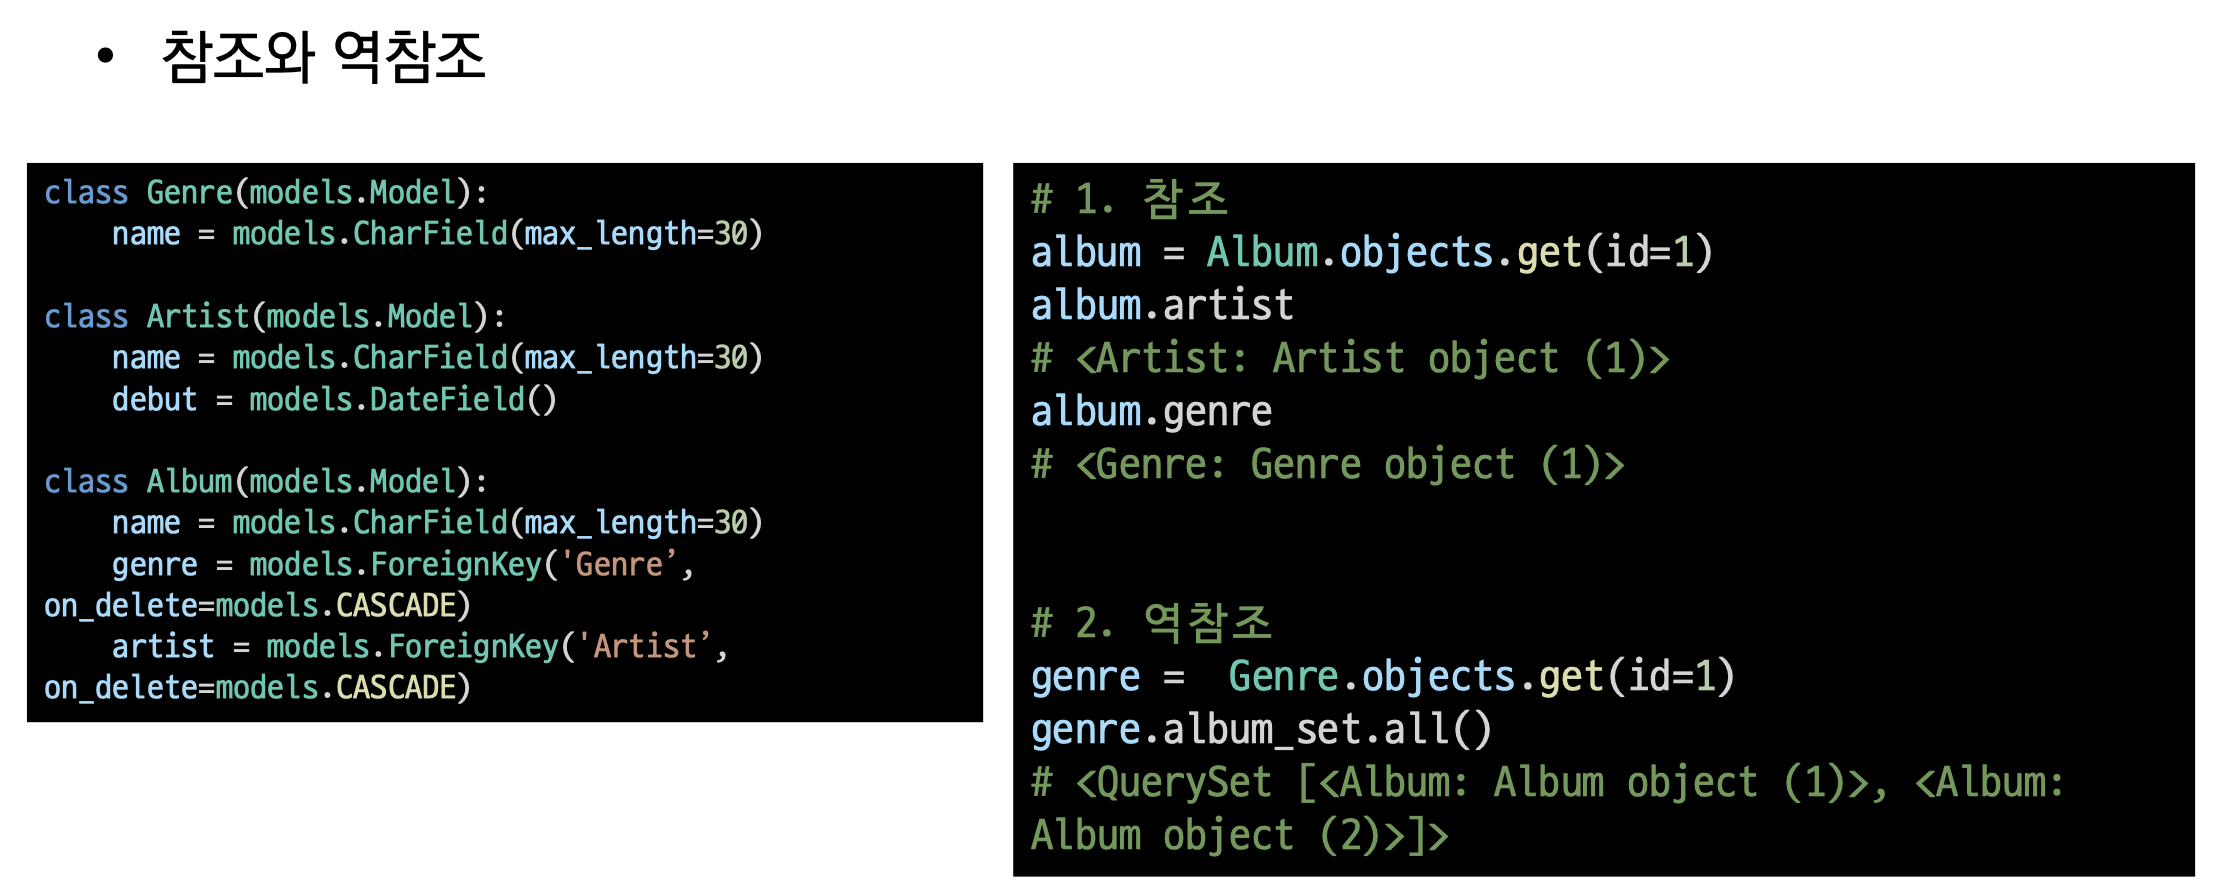 • 참조와 역참조
class Genre(models.Model):
    name = models.CharField(max_length=30)
class Artist(models.Model):
    name = models.CharField(max_length=30)
    debut = models.DateField()
class Album(models.Model):
    name = models.CharField(max_length=30)
    genre = models.ForeignKey('Genre’,
on_delete=models.CASCADE)
    artist = models.ForeignKey('Artist’,
on_delete=models.CASCADE)
# 1. 참조
album = Album.objects.get(id=1)
album.artist
# <Artist: Artist object (1)>
album.genre
# <Genre: Genre object (1)>
# 2. 역참조
genre =  Genre.objects.get(id=1)
genre.album_set.all()
# <QuerySet [<Album: Album object (1)>, <Album:
Album object (2)>]>